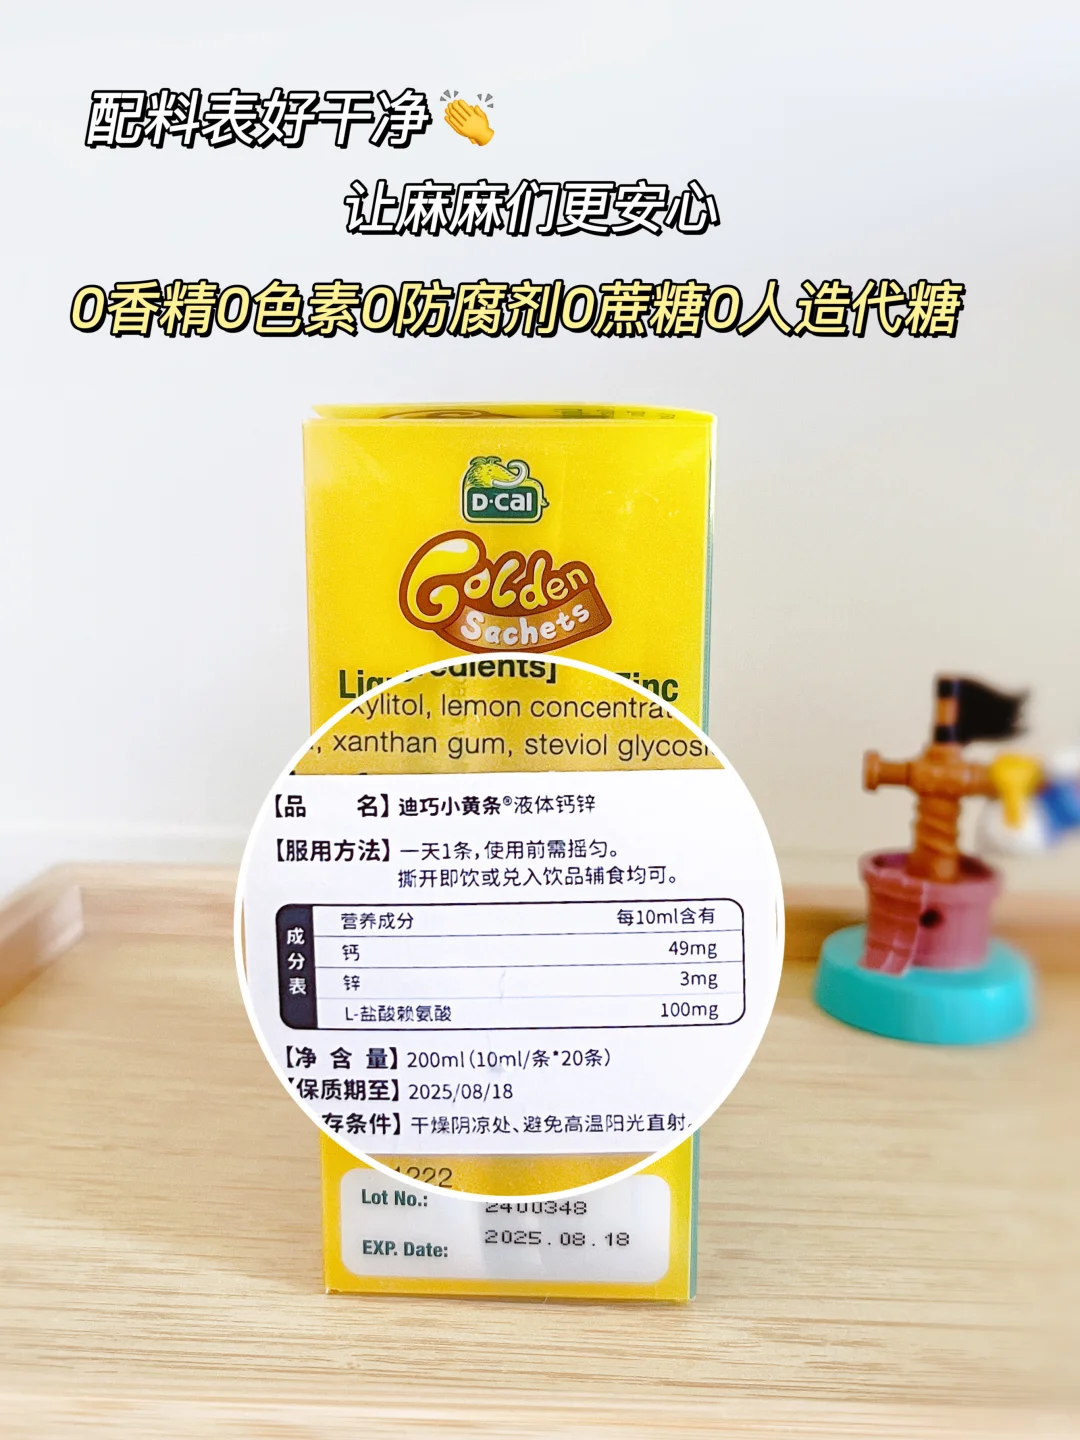 配料表好干净👏
让麻麻们更安心
0香精0色素0防腐剂0蔗糖0人造代糖
D·Cal
Golden
Sachets
xylitol, lemon concentrat
xanthan gum, steviol glycos
【品 名】迪巧小黄条®液体钙锌
【服用方法】一天1条,使用前需摇匀。
撕开即饮或兑入饮品辅食均可。
成分表
营养成分 每10ml含有
钙 49mg
锌 3mg
L-盐酸赖氨酸 100mg
【净 含 量】200ml(10ml/条*20条)
【保质期至】2025/08/18
存条件】干燥阴凉处、避免高温阳光直射。
Lot No.: 2400348
EXP. Date: 2025.08.18